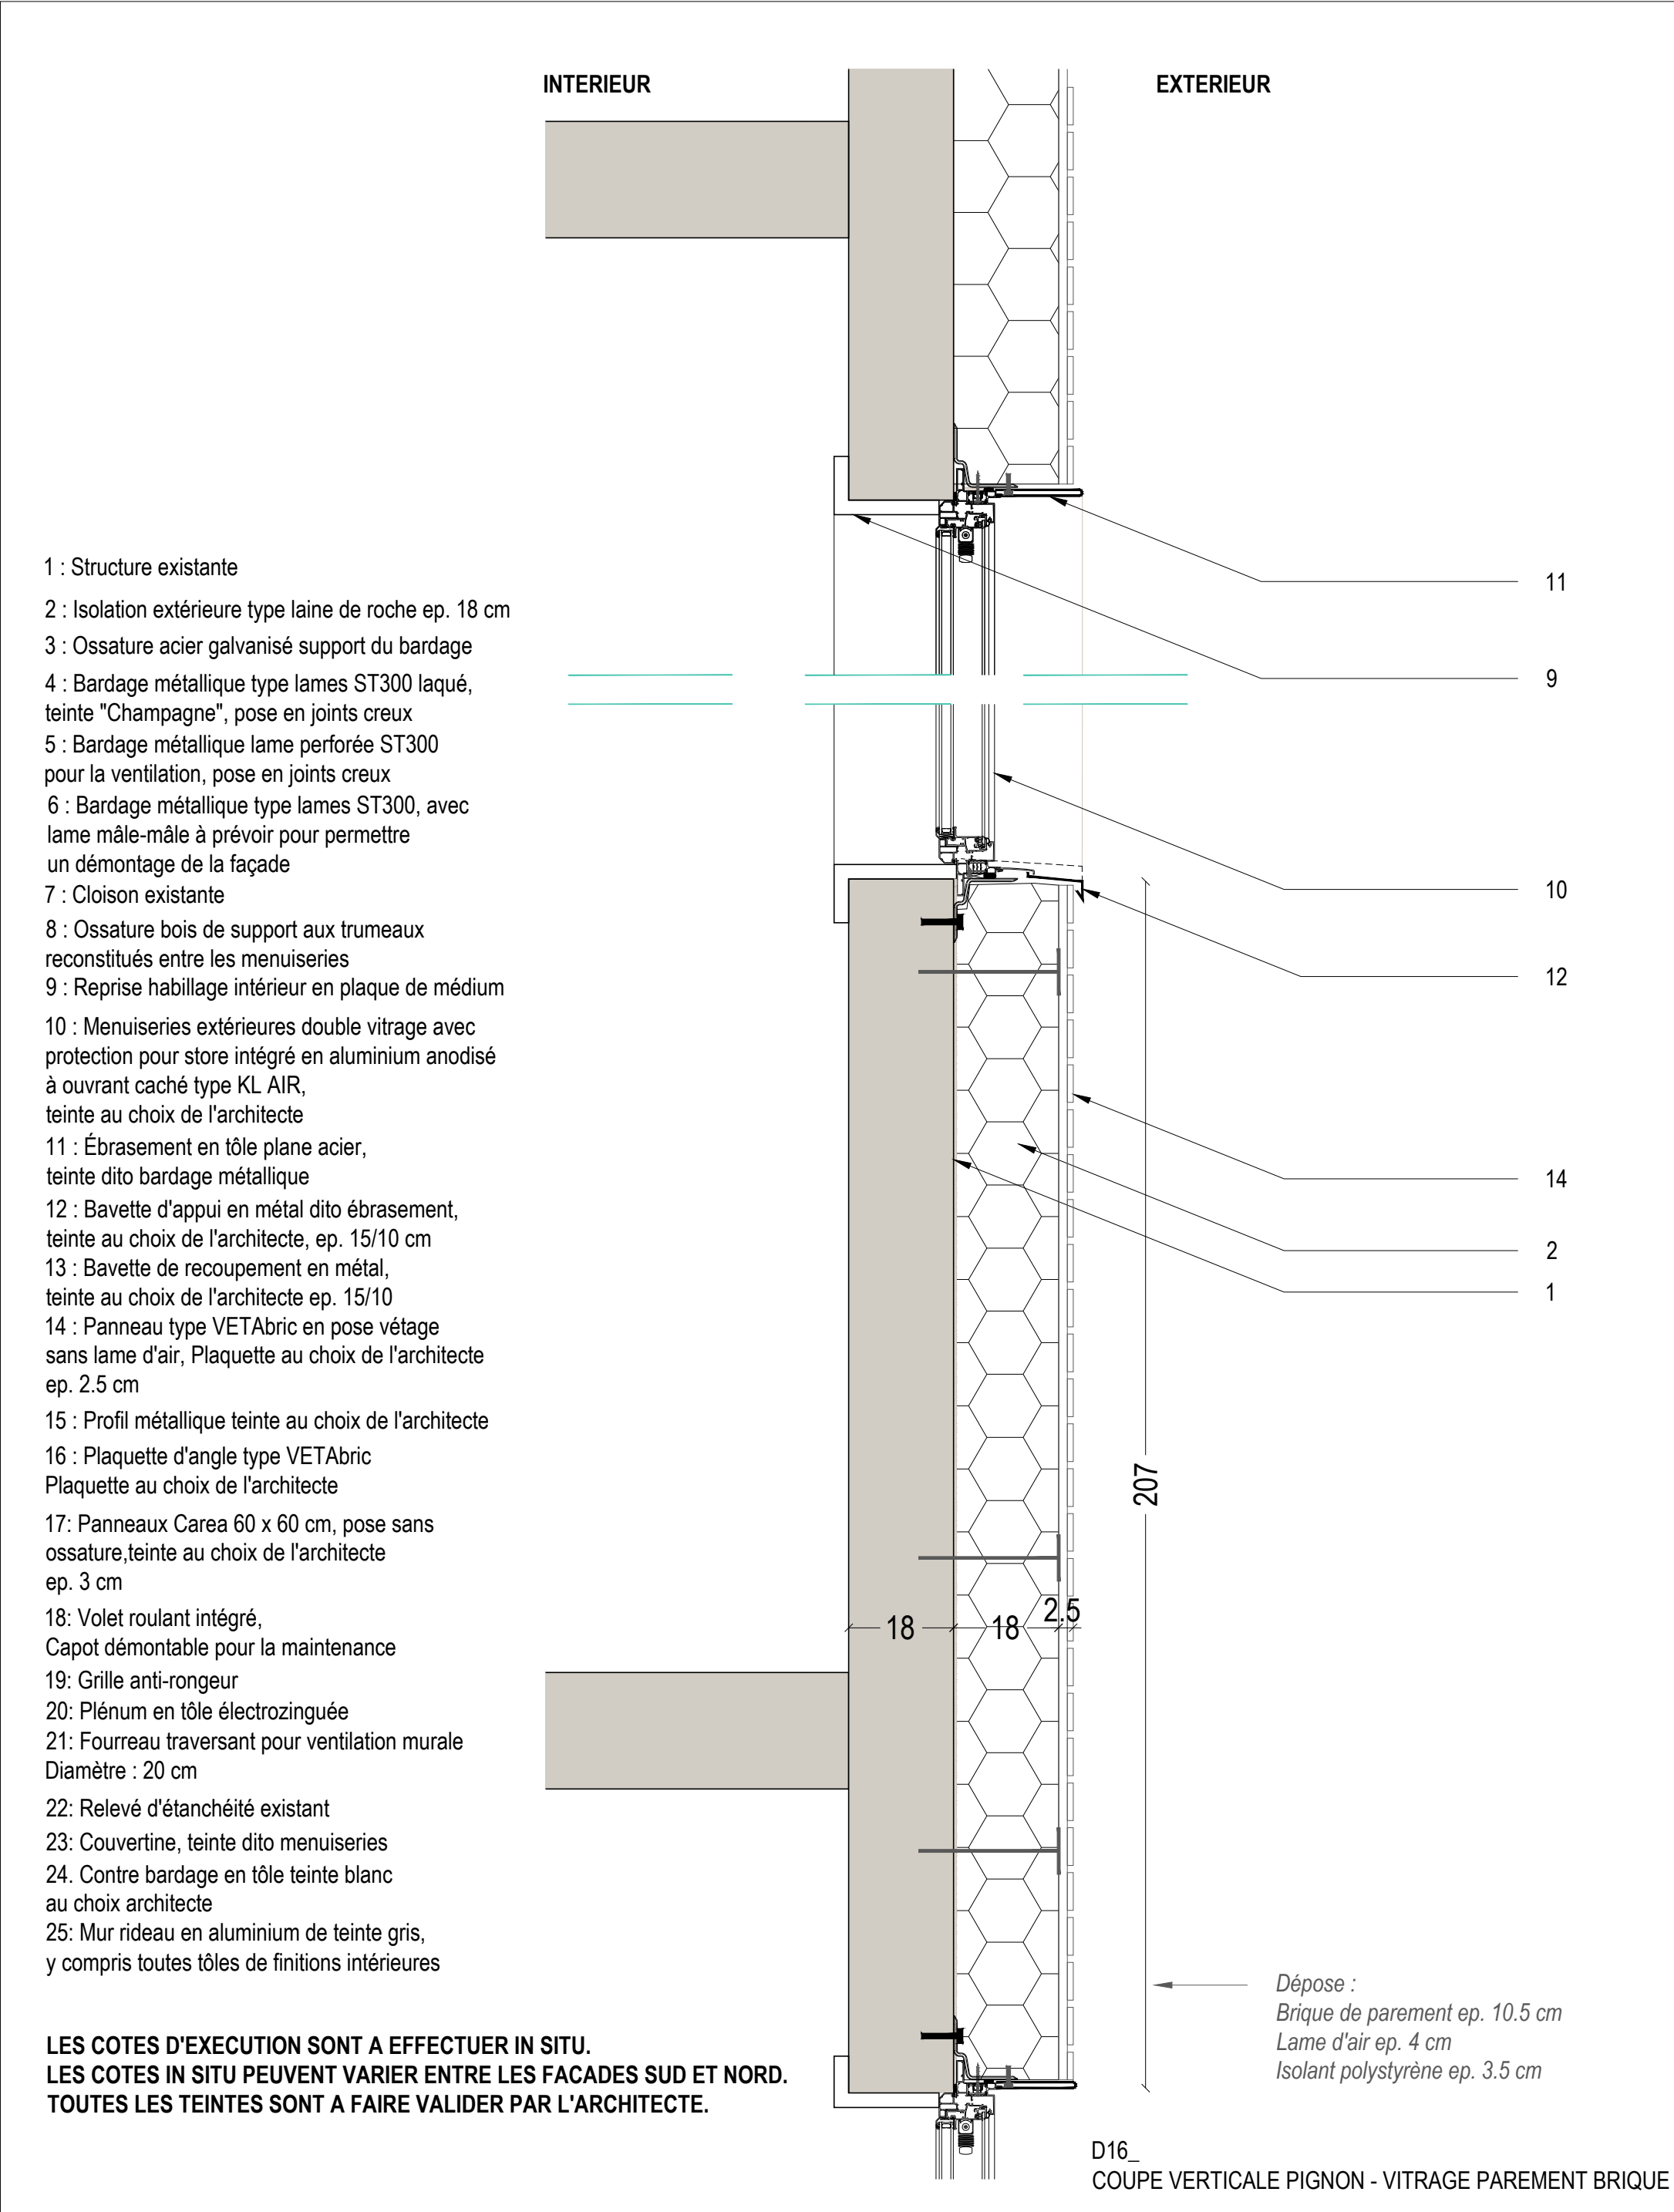 INTERIEUR
EXTERIEUR
1 : Structure existante
2 : Isolation extérieure type laine de roche ep. 18 cm
3 : Ossature acier galvanisé support du bardage
4 : Bardage métallique type lames ST300 laqué,
teinte "Champagne", pose en joints creux
5 : Bardage métallique lame perforée ST300
pour la ventilation, pose en joints creux
6 : Bardage métallique type lames ST300, avec
lame mâle-mâle à prévoir pour permettre
un démontage de la façade
7 : Cloison existante
8 : Ossature bois de support aux trumeaux
reconstitués entre les menuiseries
9 : Reprise habillage intérieur en plaque de médium
10 : Menuiseries extérieures double vitrage avec
protection pour store intégré en aluminium anodisé
à ouvrant caché type KL AIR,
teinte au choix de l'architecte
11 : Ébrasement en tôle plane acier,
teinte dito bardage métallique
12 : Bavette d'appui en métal dito ébrasement,
teinte au choix de l'architecte, ep. 15/10 cm
13 : Bavette de recoupement en métal,
teinte au choix de l'architecte ep. 15/10
14 : Panneau type VETAbric en pose vétage
sans lame d'air, Plaquette au choix de l'architecte
ep. 2.5 cm
15 : Profil métallique teinte au choix de l'architecte
16 : Plaquette d'angle type VETAbric
Plaquette au choix de l'architecte
17: Panneaux Carea 60 x 60 cm, pose sans
ossature,teinte au choix de l'architecte
ep. 3 cm
18: Volet roulant intégré,
Capot démontable pour la maintenance
19: Grille anti-rongeur
20: Plénum en tôle électrozinguée
21: Fourreau traversant pour ventilation murale
Diamètre : 20 cm
22: Relevé d'étanchéité existant
23: Couvertine, teinte dito menuiseries
24. Contre bardage en tôle teinte blanc
au choix architecte
25: Mur rideau en aluminium de teinte gris,
y compris toutes tôles de finitions intérieures
LES COTES D'EXECUTION SONT A EFFECTUER IN SITU.
LES COTES IN SITU PEUVENT VARIER ENTRE LES FACADES SUD ET NORD.
TOUTES LES TEINTES SONT A FAIRE VALIDER PAR L'ARCHITECTE.
11
9
10
12
14
2
1
207
18
18
2.5
Dépose :
Brique de parement ep. 10.5 cm
Lame d'air ep. 4 cm
Isolant polystyrène ep. 3.5 cm
D16_
COUPE VERTICALE PIGNON - VITRAGE PAREMENT BRIQUE